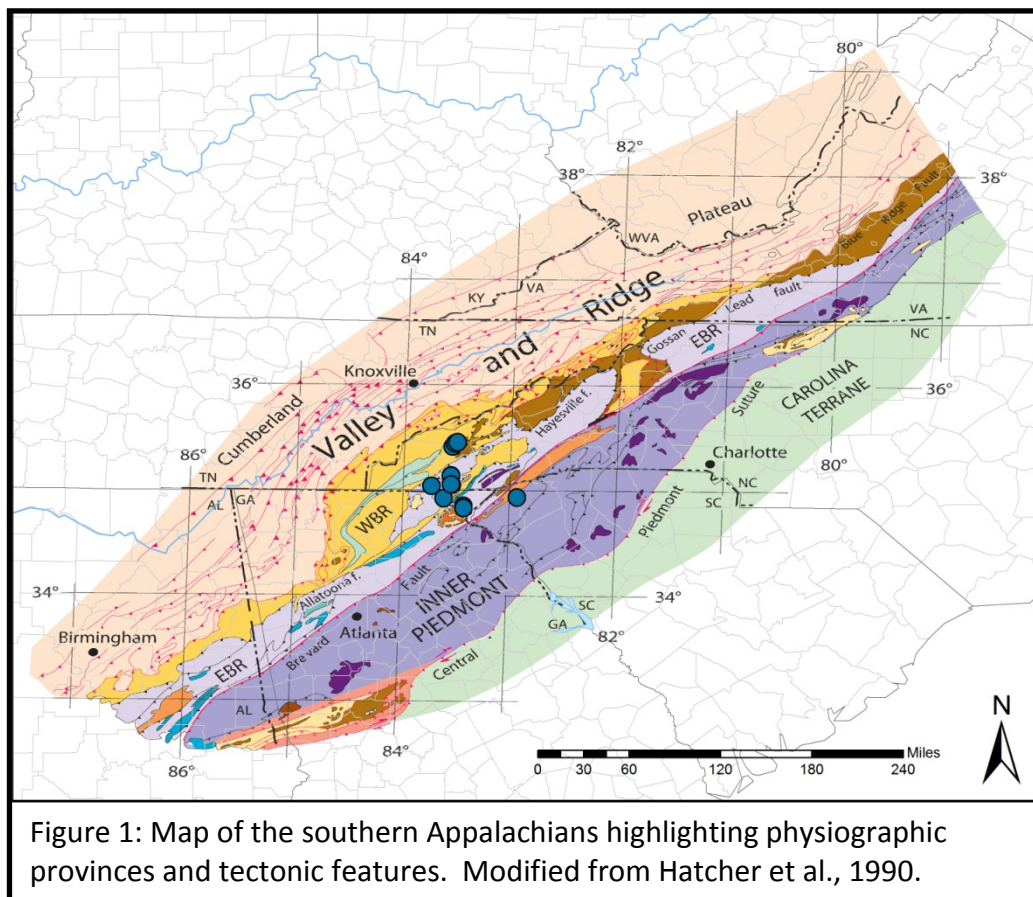 80°
82°
38°
38°
Plateau
Blue Ridge Fault
WVA
84°
KY
VA
TN
Valley and Ridge
Lead fault
Gossan
EBR
VA
NC
Knoxville
36°
Cumberland
Hayesville f.
36°
CAROLINA
TERRANE
Suture
86°
Charlotte
80°
TN
AL
GA
NC
SC
WBR
Piedmont
Fault
INNER
PIEDMONT
Allatoona f.
34°
34°
SC
GA
82°
Birmingham
Atlanta
Brevard
Central
EBR
AL
N
84°
86°
Miles
0 30 60 120 180 240
Figure 1: Map of the southern Appalachians highlighting physiographic
provinces and tectonic features. Modified from Hatcher et al., 1990.